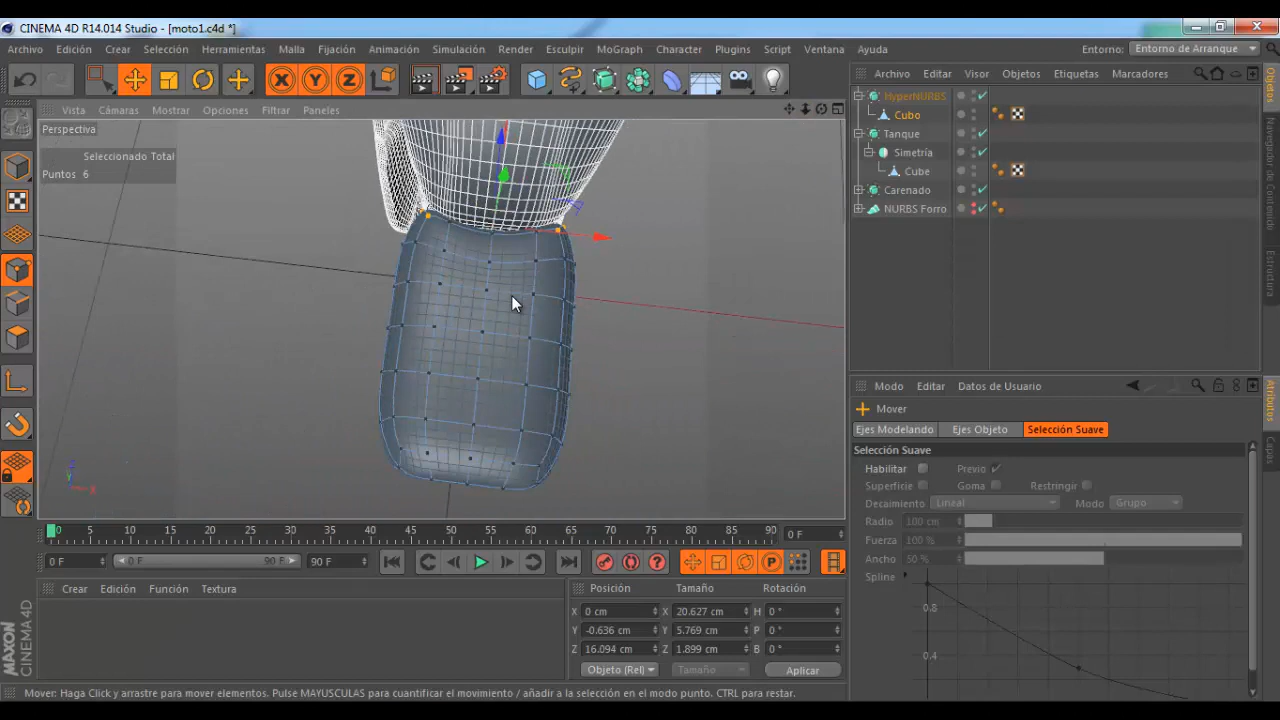 CINEMA 4D R14.014 Studio - [moto1.c4d *]
Archivo Edición Crear Selección Herramientas Malla Fijación Animación Simulación Render Esculpir MoGraph Character Plugins Script Ventana Ayuda Entorno: Entorno de Arranque
X Y Z
Archivo Editar Visor Objetos Etiquetas Marcadores
Vista Cámaras Mostrar Opciones Filtrar Paneles
Perspectiva
Seleccionado Total
Puntos 6
HyperNURBS
Cubo
Tanque
Simetría
Cube
Carenado
NURBS Forro
Objetos
Navegador de Contenido
Estructura
Modo Editar Datos de Usuario
Mover
Ejes Modelando Ejes Objeto Selección Suave
Selección Suave
Habilitar Previo
Superficie Goma Restringir
Decaimiento Lineal Modo Grupo
Radio 100 cm
Fuerza 100 %
Ancho 50 %
Spline
0.8
0.4
Atributos
Capas
Z
Y
X
0 5 10 15 20 25 30 35 40 45 50 55 60 65 70 75 80 85 90 0 F
0 F 0 F 90 F 90 F
P
Crear Edición Función Textura
Posición Tamaño Rotación
X 0 cm X 20.627 cm H 0 °
Y -0.636 cm Y 5.769 cm P 0 °
Z 16.094 cm Z 1.899 cm B 0 °
Objeto (Rel) Tamaño Aplicar
MAXON
CINEMA 4D
Mover: Haga Click y arrastre para mover elementos. Pulse MAYUSCULAS para cuantificar el movimiento / añadir a la selección en el modo punto. CTRL para restar.